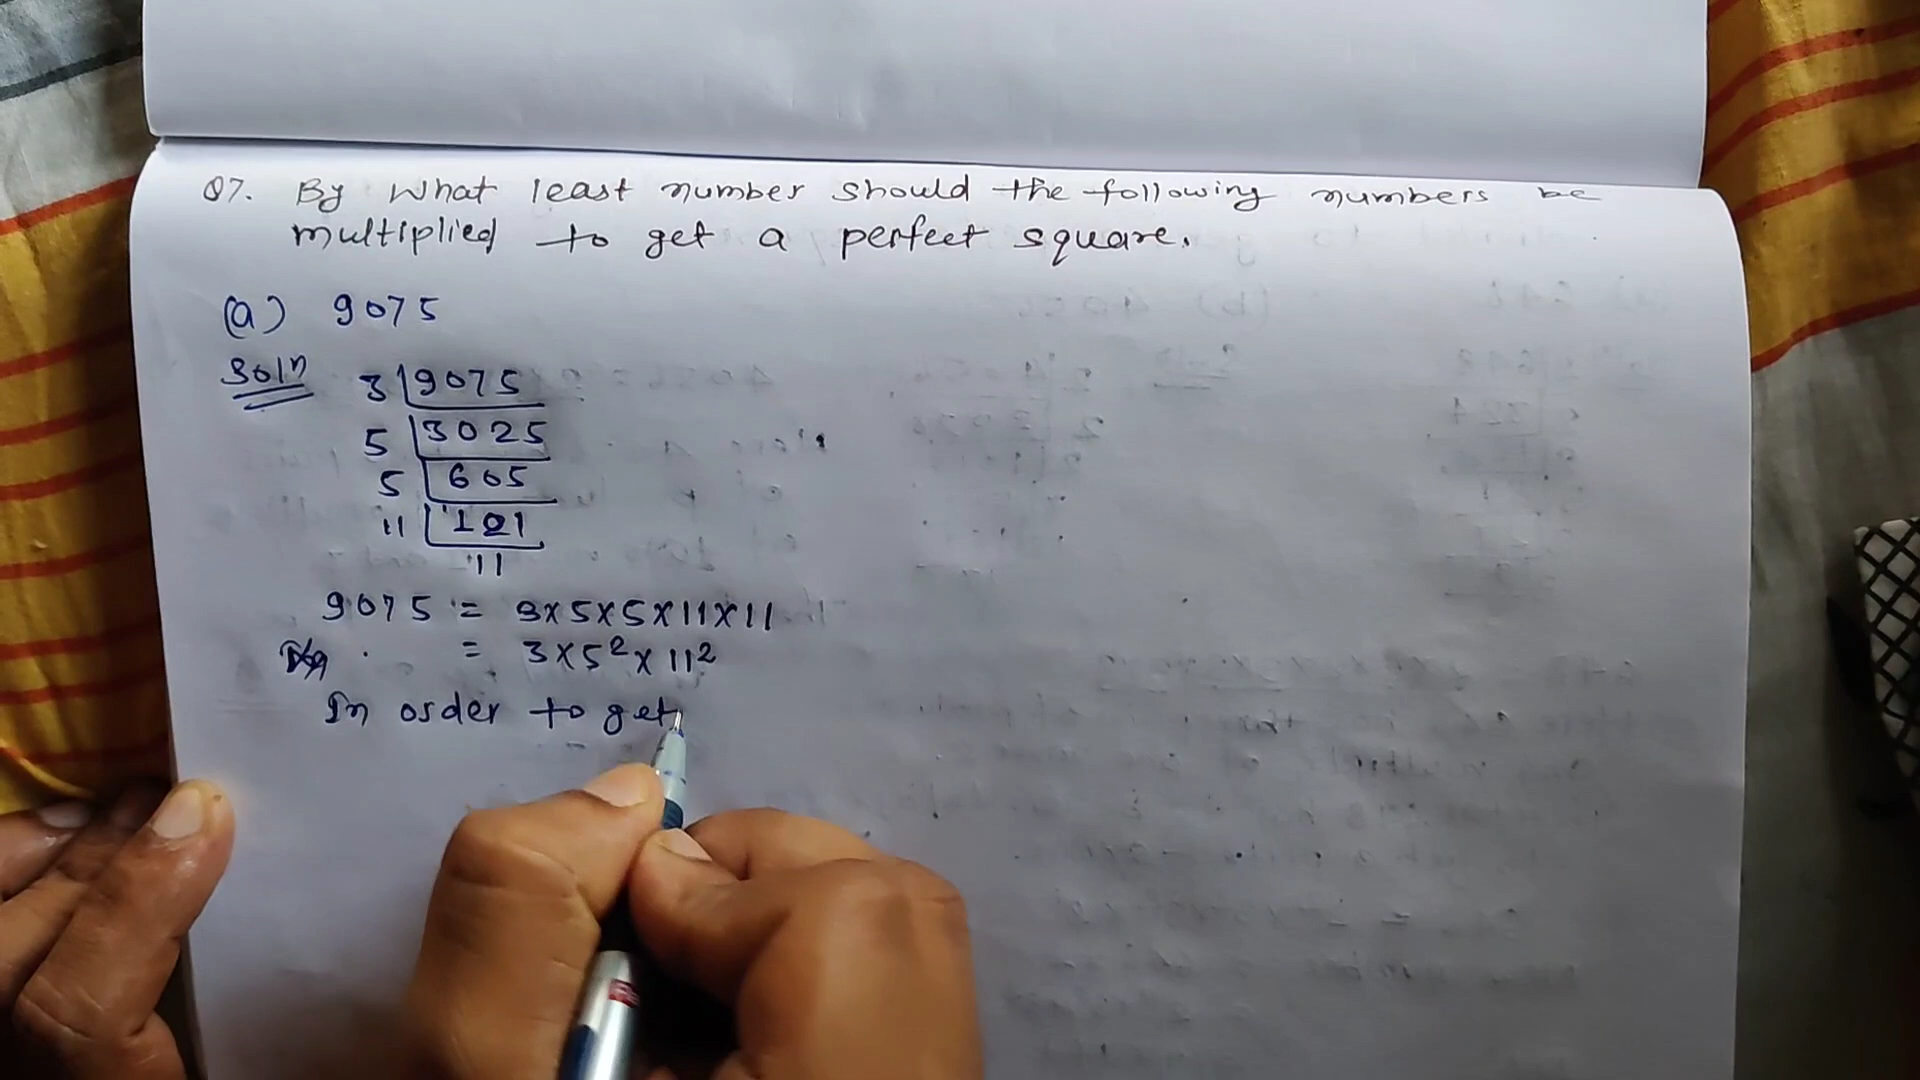 Q7. By what least number should the following numbers be
multiplied to get a perfect square.
(a) 9075
Soln
3 | 9075
5 | 3025
5 | 605
11 | 121
11
9075 = 3×5×5×11×11
= 3×5²×11²
In order to get